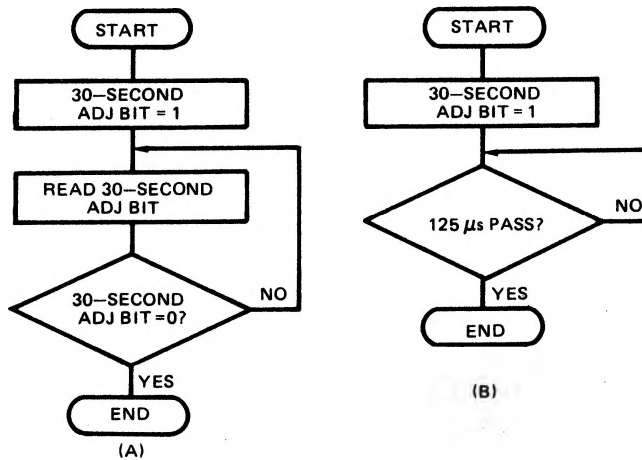 START
30–SECOND
ADJ BIT = 1
READ 30–SECOND
ADJ BIT
30–SECOND
ADJ BIT =0?
NO
YES
END
(A)
START
30–SECOND
ADJ BIT = 1
125 μs PASS?
NO
YES
END
(B)